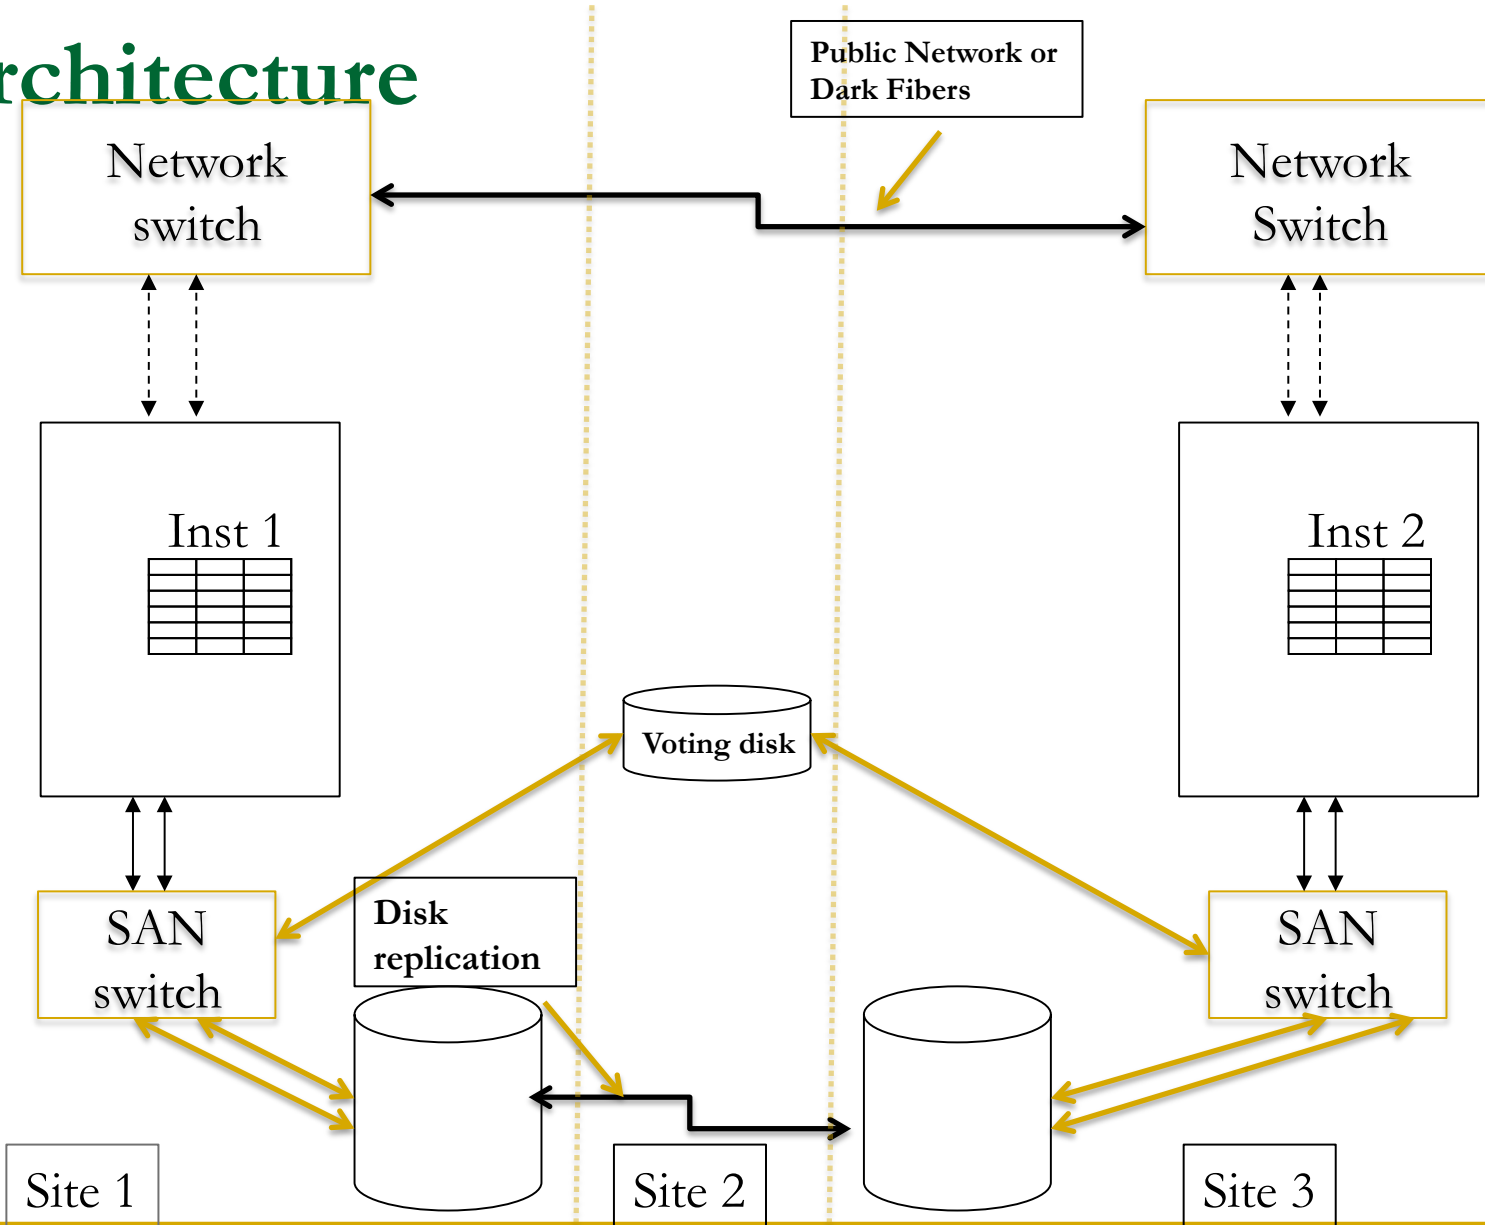 rchitecture
Public Network or
Dark Fibers
Network
switch
Network
Switch
Inst 1
Inst 2
Voting disk
Disk
replication
SAN
switch
SAN
switch
Site 1
Site 2
Site 3